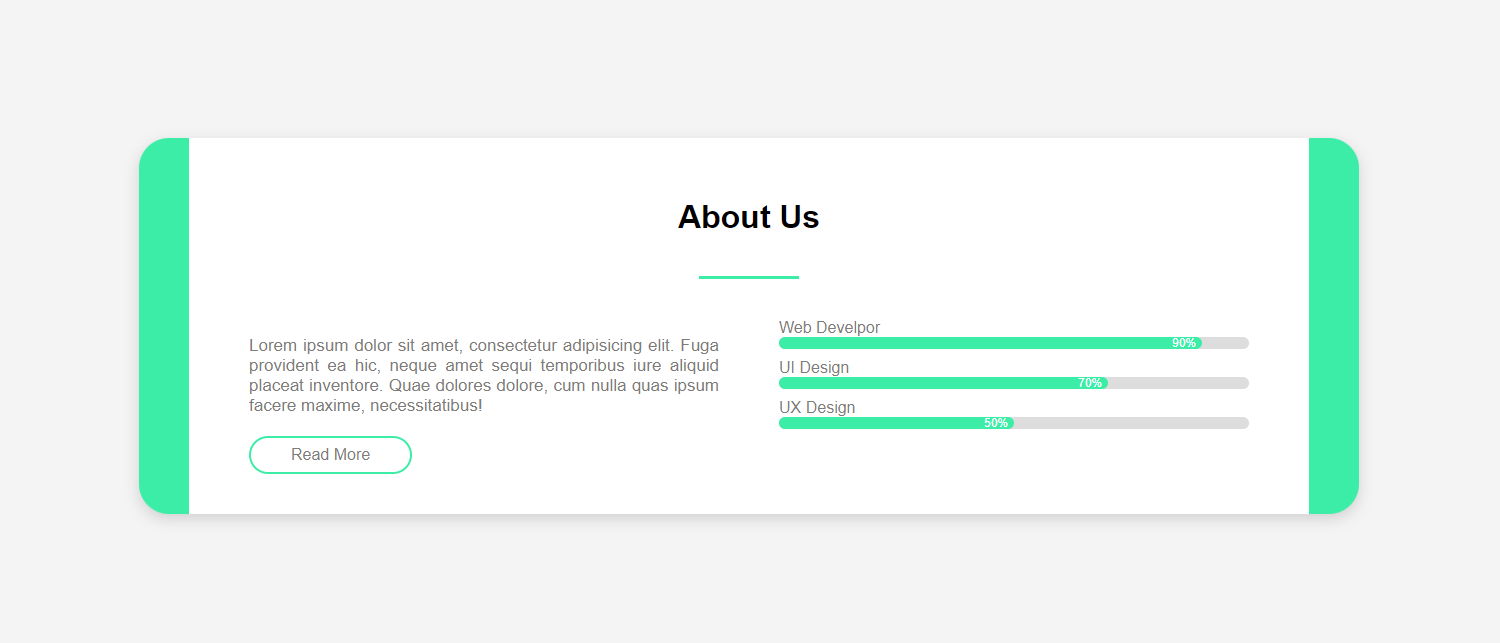 About Us
Lorem ipsum dolor sit amet, consectetur adipisicing elit. Fuga
provident ea hic, neque amet sequi temporibus iure aliquid
placeat inventore. Quae dolores dolore, cum nulla quas ipsum
facere maxime, necessitatibus!
Read More
Web Develpor
90%
UI Design
70%
UX Design
50%